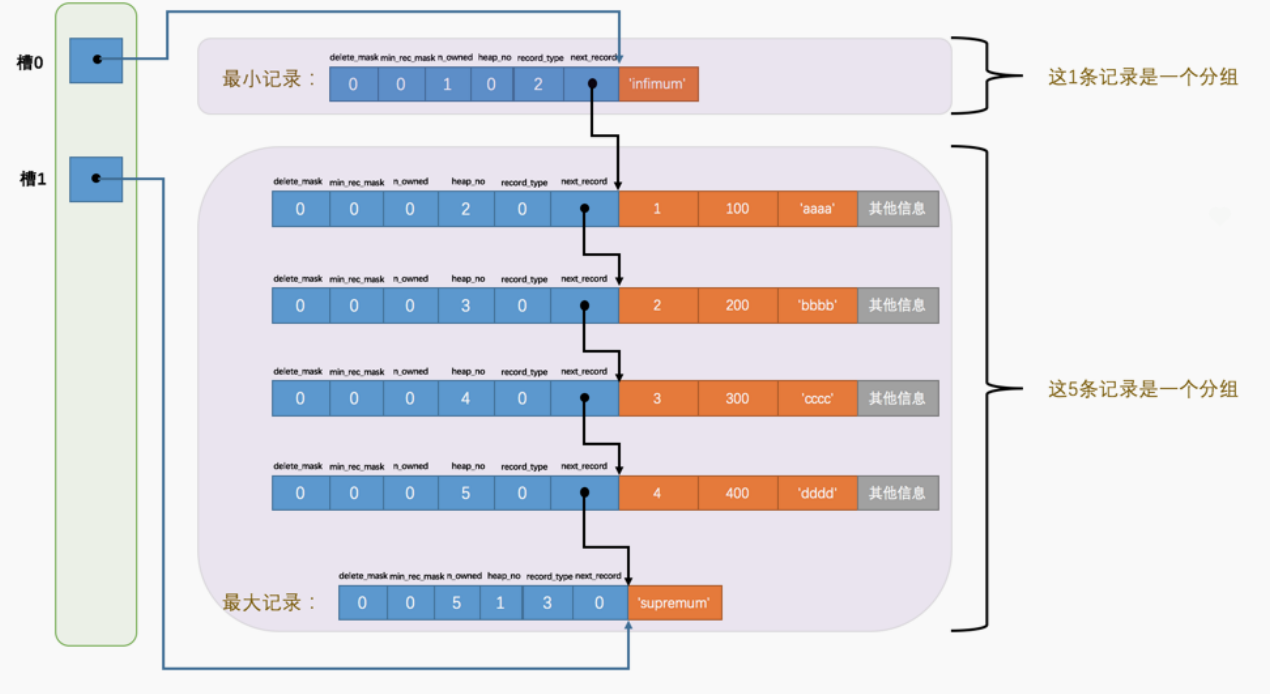 槽0
delete_mask min_rec_mask n_owned heap_no record_type next_record
最小记录： 0 0 1 0 2 'infimum'
这1条记录是一个分组
槽1
delete_mask min_rec_mask n_owned heap_no record_type next_record
0 0 0 2 0 1 100 'aaaa' 其他信息
delete_mask min_rec_mask n_owned heap_no record_type next_record
0 0 0 3 0 2 200 'bbbb' 其他信息
delete_mask min_rec_mask n_owned heap_no record_type next_record
0 0 0 4 0 3 300 'cccc' 其他信息
这5条记录是一个分组
delete_mask min_rec_mask n_owned heap_no record_type next_record
0 0 0 5 0 4 400 'dddd' 其他信息
delete_mask min_rec_mask n_owned heap_no record_type next_record
最大记录： 0 0 5 1 3 0 'supremum'